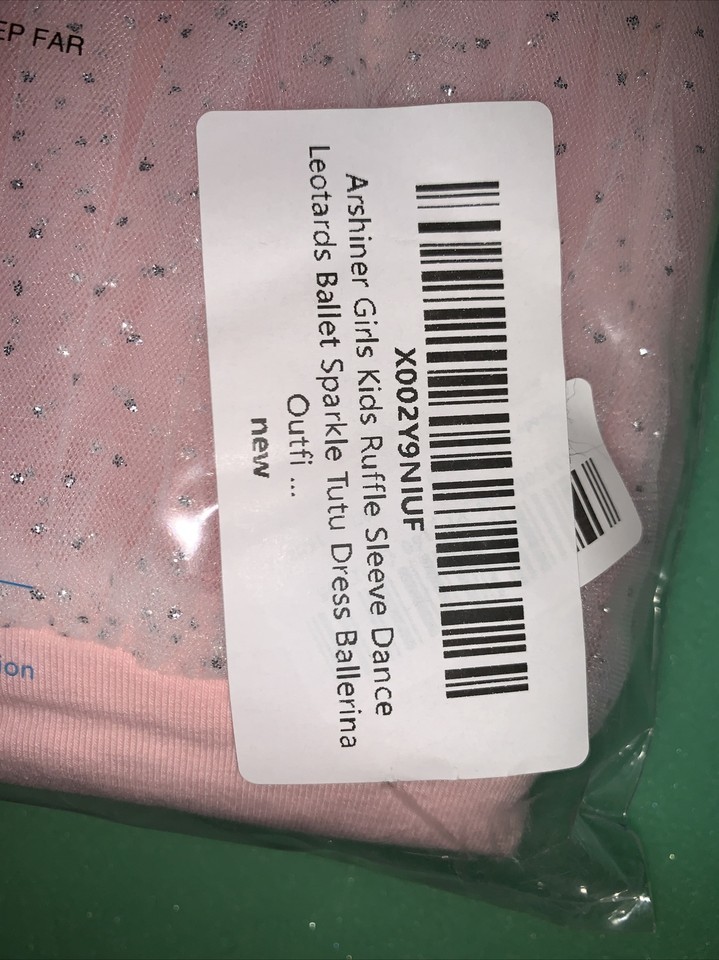 EP FAR
X002Y9NIUF
Arshiner Girls Kids Ruffle Sleeve Dance
Leotards Ballet Sparkle Tutu Dress Ballerina
Outfi ...
new
ion